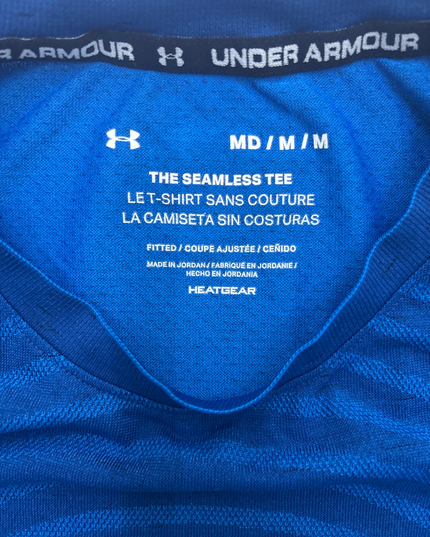 R ARMOUR UNDER ARMOUR
MD / M / M
THE SEAMLESS TEE
LE T-SHIRT SANS COUTURE
LA CAMISETA SIN COSTURAS
FITTED / COUPE AJUSTÉE / CEÑIDO
MADE IN JORDAN / FABRIQUÉ EN JORDANIE /
HECHO EN JORDANIA
HEATGEAR